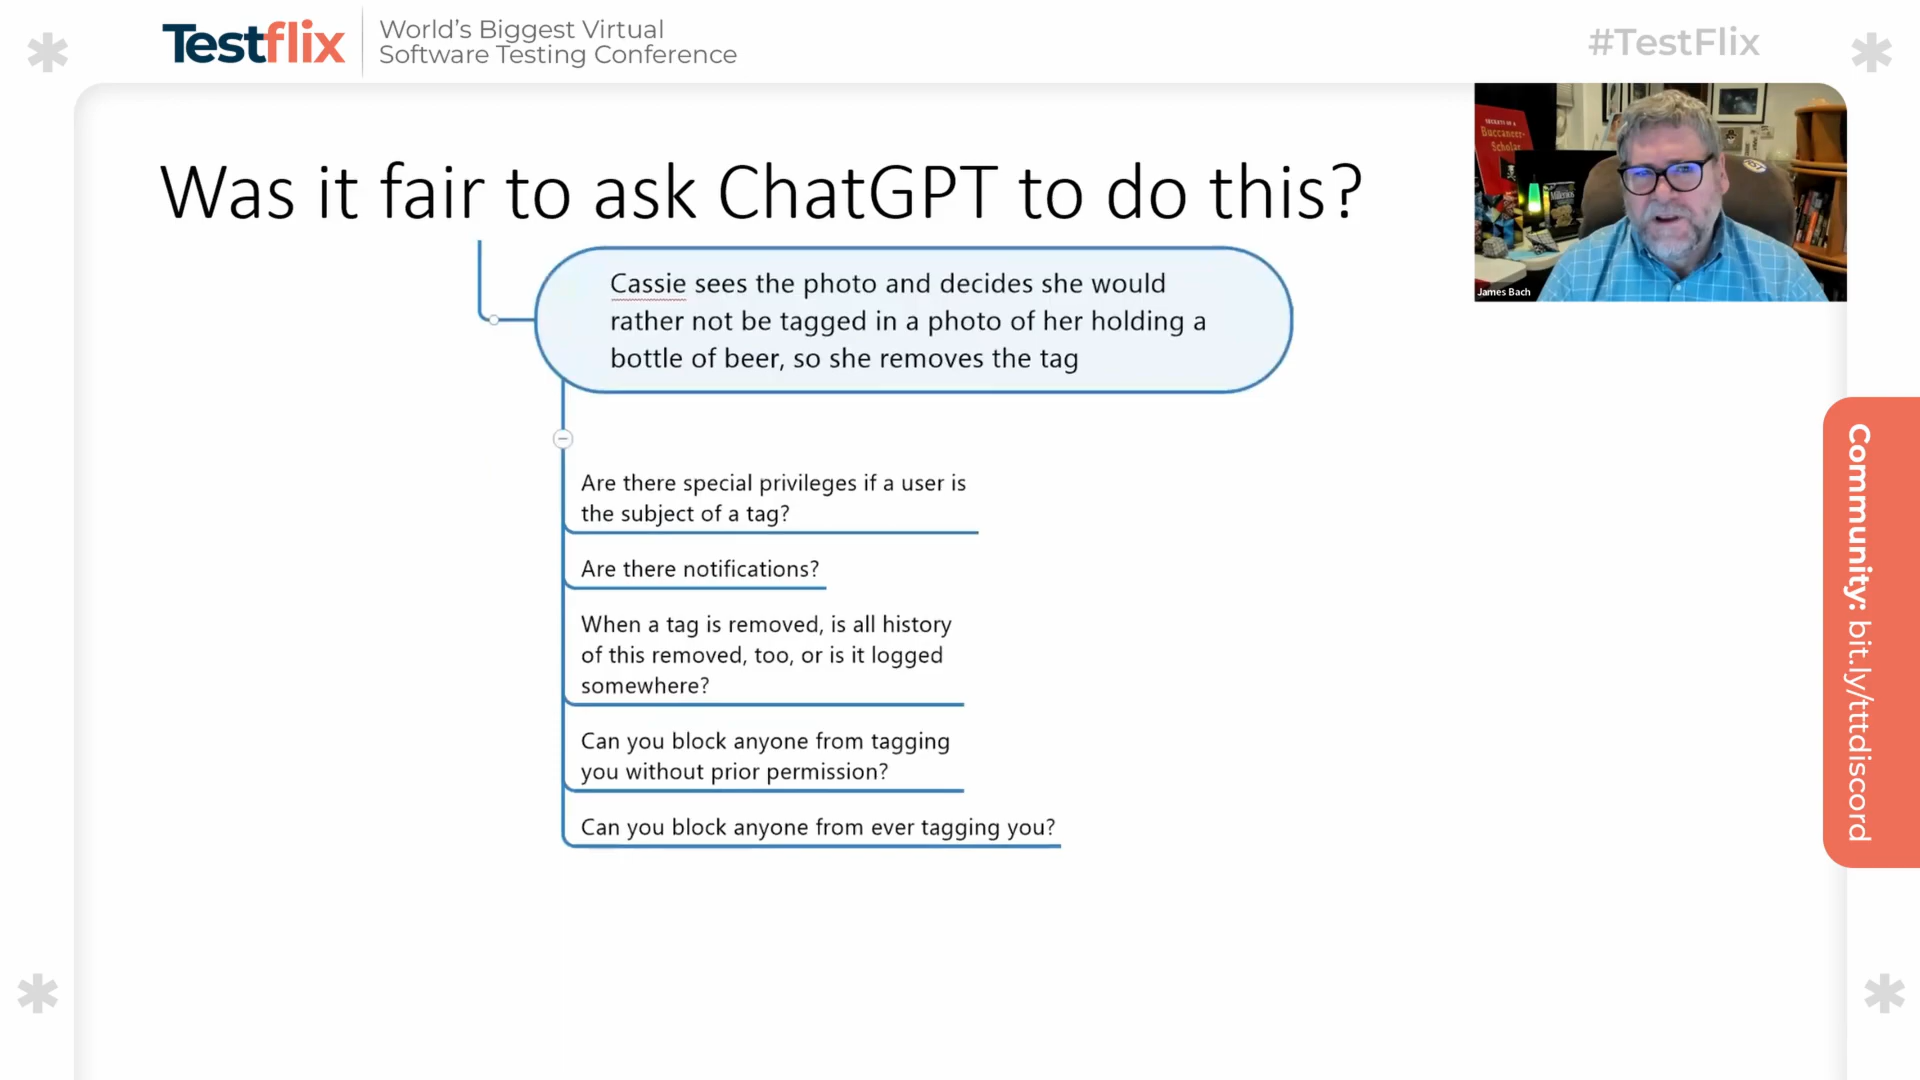 Testflix
World's Biggest Virtual
Software Testing Conference
#TestFlix
Was it fair to ask ChatGPT to do this?
SECRETS OF A
Buccaneer-
Scholar
James Bach
Cassie sees the photo and decides she would
rather not be tagged in a photo of her holding a
bottle of beer, so she removes the tag
Are there special privileges if a user is
the subject of a tag?
Are there notifications?
When a tag is removed, is all history
of this removed, too, or is it logged
somewhere?
Can you block anyone from tagging
you without prior permission?
Can you block anyone from ever tagging you?
Community: bit.ly/tttdiscord